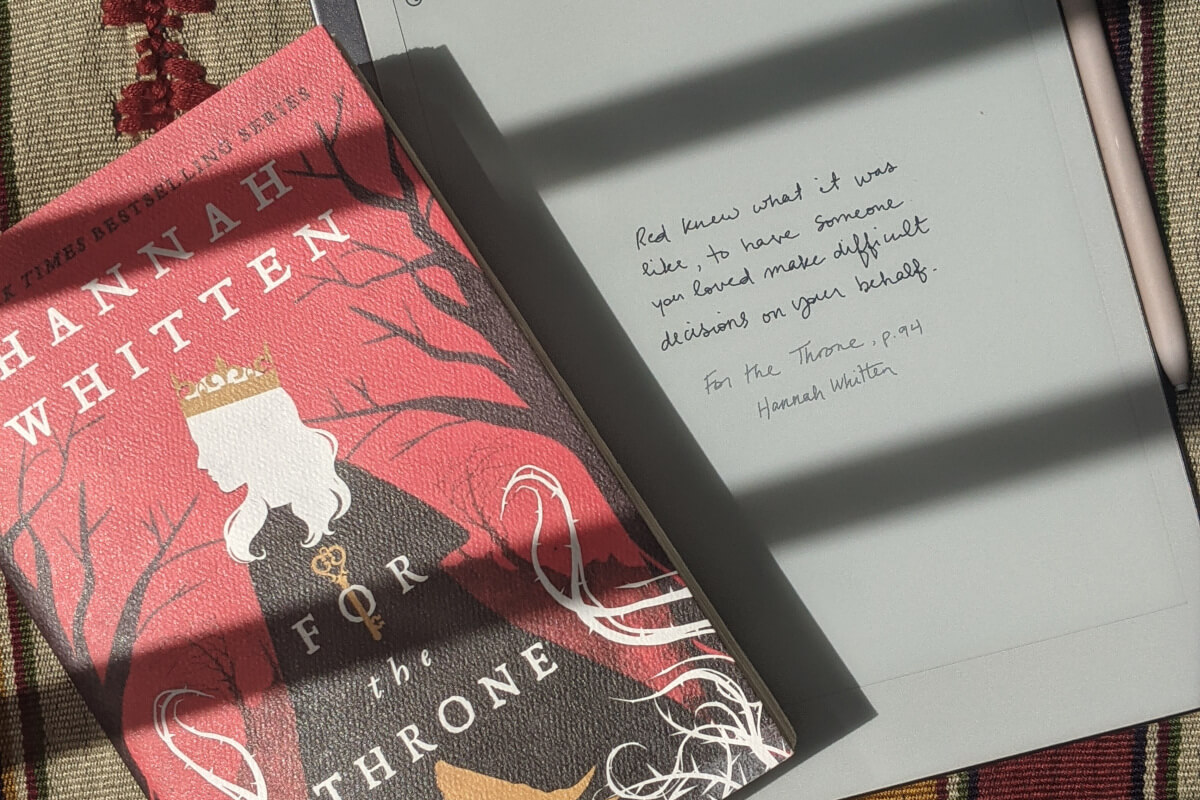 K TIMES BESTSELLING SERIES
HANNAH
WHITTEN
FOR
the
THRONE
Red knew what it was
like, to have someone
you loved make difficult
decisions on your behalf.
For the Throne, p.94
Hannah Whitten